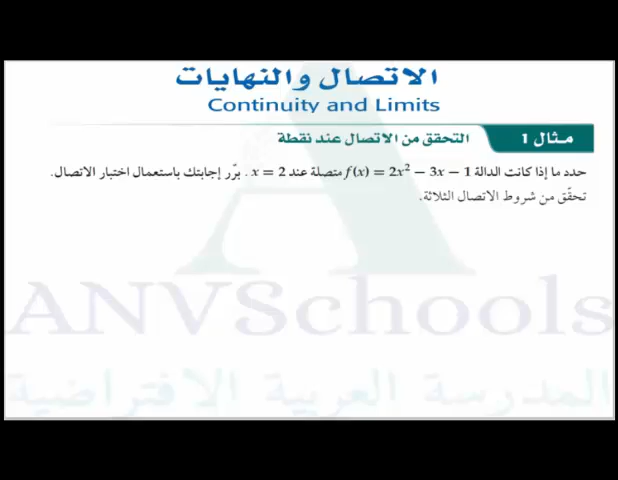 الاتصال والنهايات
Continuity and Limits
مثال 1 التحقق من الاتصال عند نقطة
حدد ما إذا كانت الدالة f(x) = 2x² − 3x − 1 متصلة عند x = 2 . برّر إجابتك باستعمال اختبار الاتصال.
تحقّق من شروط الاتصال الثلاثة.
ANVSchools
المدرسة العربية الافتراضية